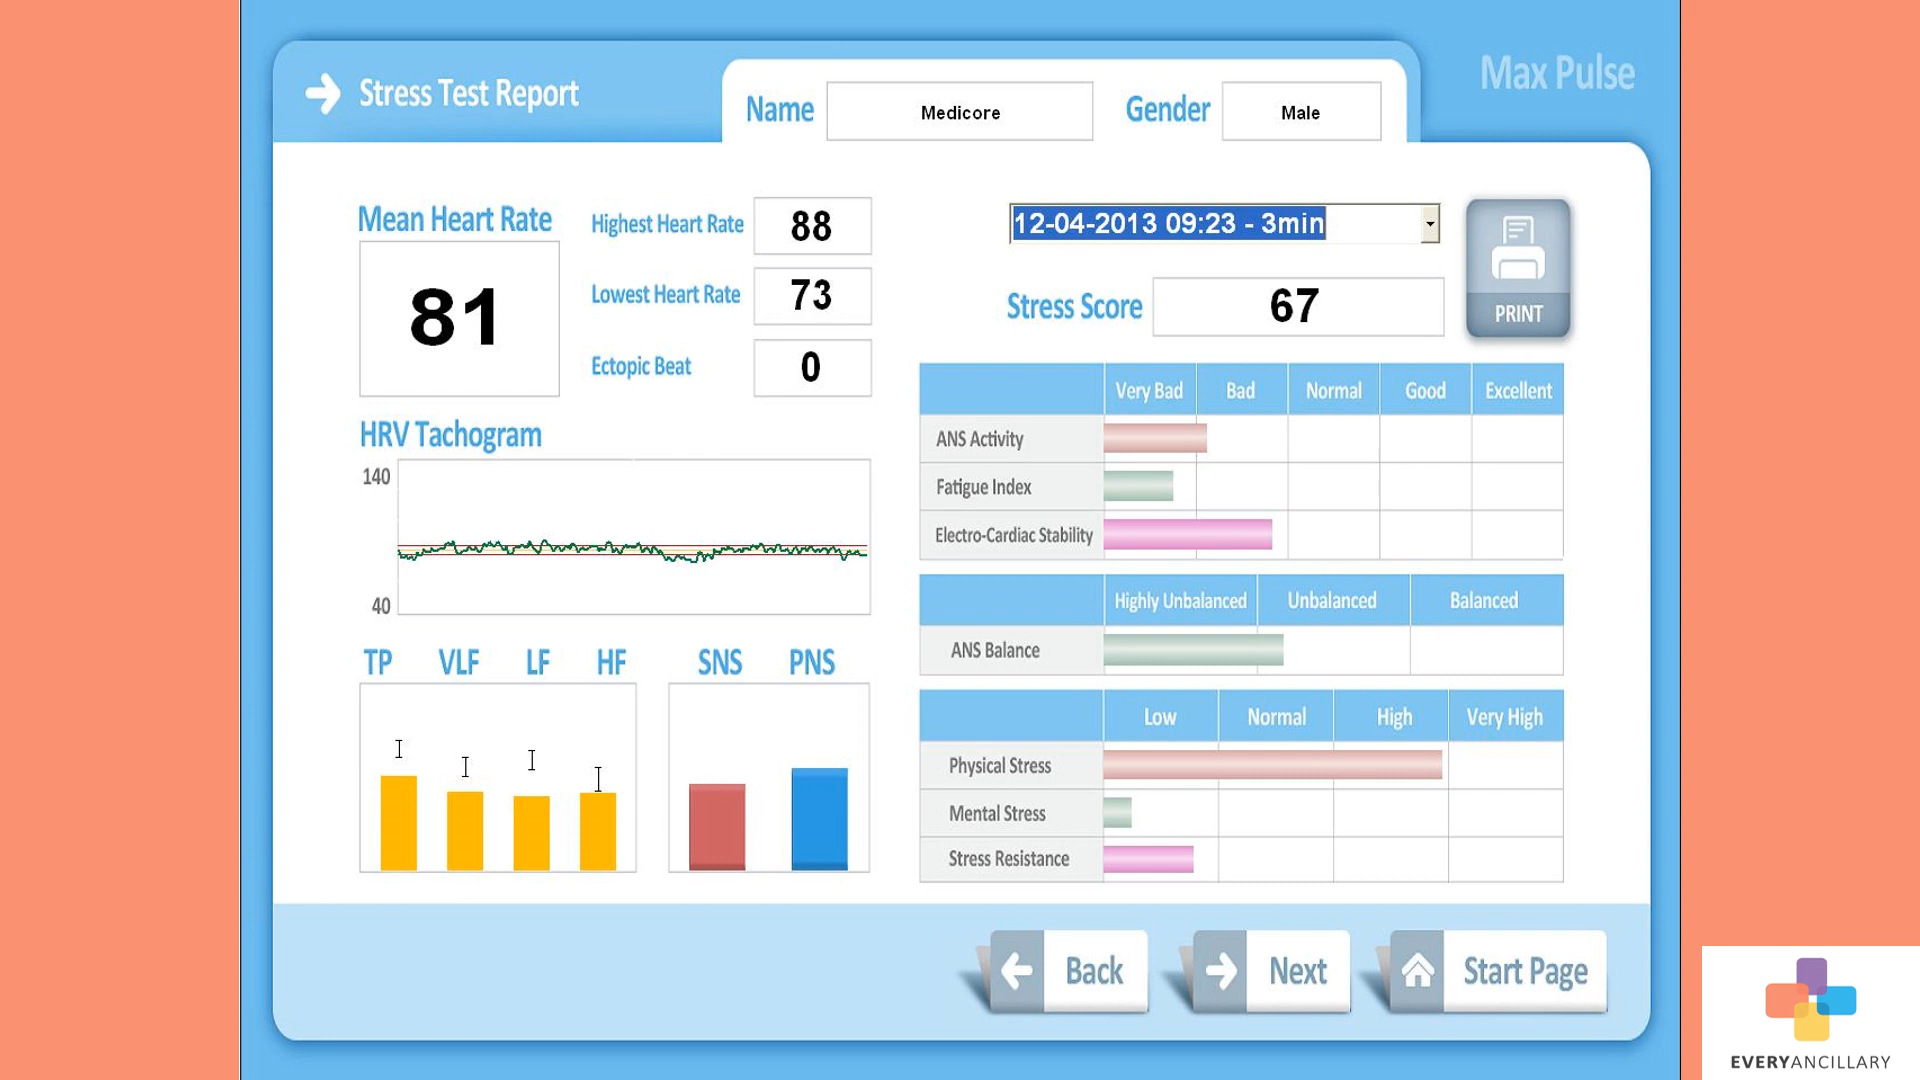 Stress Test Report
Name
Medicore
Gender
Male
Max Pulse
Mean Heart Rate
81
Highest Heart Rate
88
Lowest Heart Rate
73
Ectopic Beat
0
12-04-2013 09:23 - 3min
Stress Score
67
PRINT
HRV Tachogram
140
40
TP VLF LF HF
SNS PNS
Very Bad Bad Normal Good Excellent
ANS Activity
Fatigue Index
Electro-Cardiac Stability
Highly Unbalanced Unbalanced Balanced
ANS Balance
Low Normal High Very High
Physical Stress
Mental Stress
Stress Resistance
Back
Next
Start Page
EVERYANCILLARY